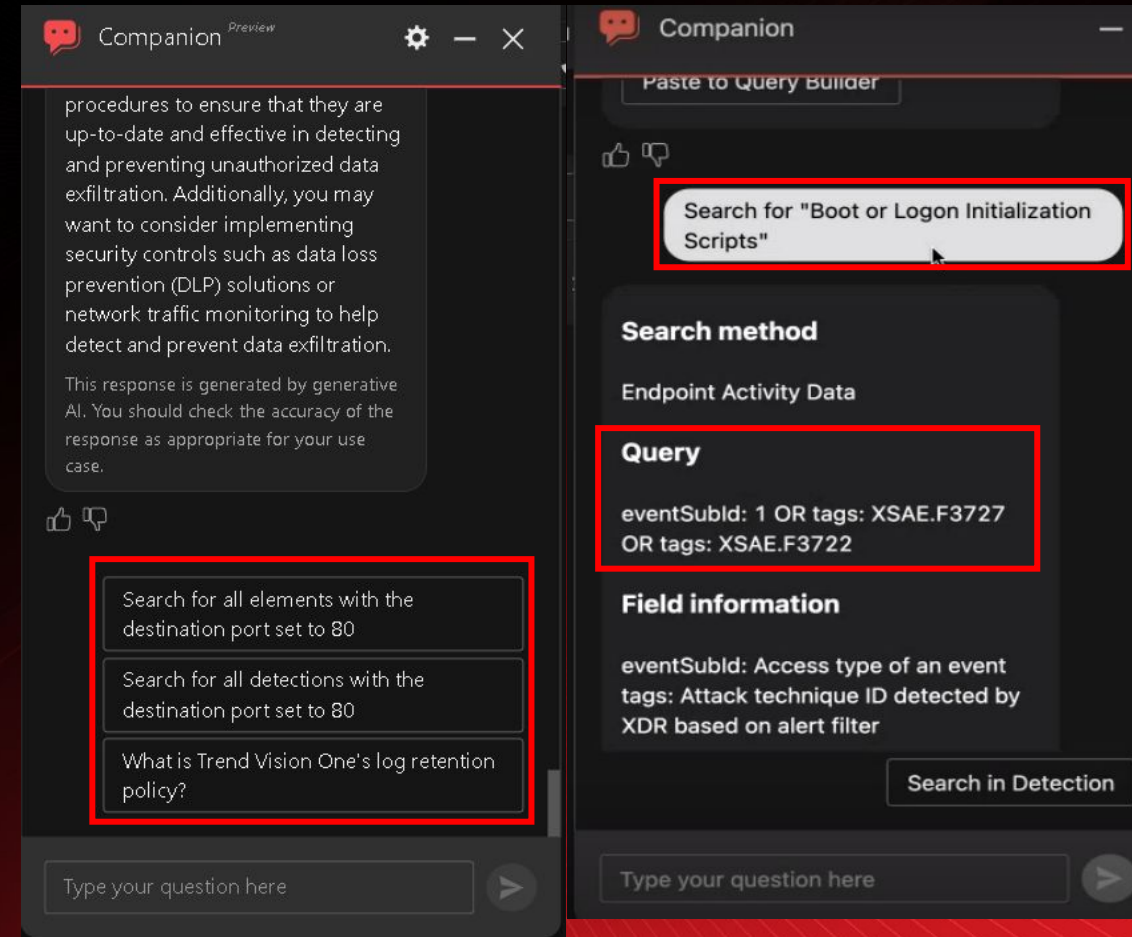 Companion Preview
procedures to ensure that they are
up-to-date and effective in detecting
and preventing unauthorized data
exfiltration. Additionally, you may
want to consider implementing
security controls such as data loss
prevention (DLP) solutions or
network traffic monitoring to help
detect and prevent data exfiltration.
This response is generated by generative
AI. You should check the accuracy of the
response as appropriate for your use
case.
Search for all elements with the
destination port set to 80
Search for all detections with the
destination port set to 80
What is Trend Vision One's log retention
policy?
Type your question here
Companion
Paste to Query Builder
Search for "Boot or Logon Initialization
Scripts"
Search method
Endpoint Activity Data
Query
eventSubId: 1 OR tags: XSAE.F3727
OR tags: XSAE.F3722
Field information
eventSubId: Access type of an event
tags: Attack technique ID detected by
XDR based on alert filter
Search in Detection
Type your question here